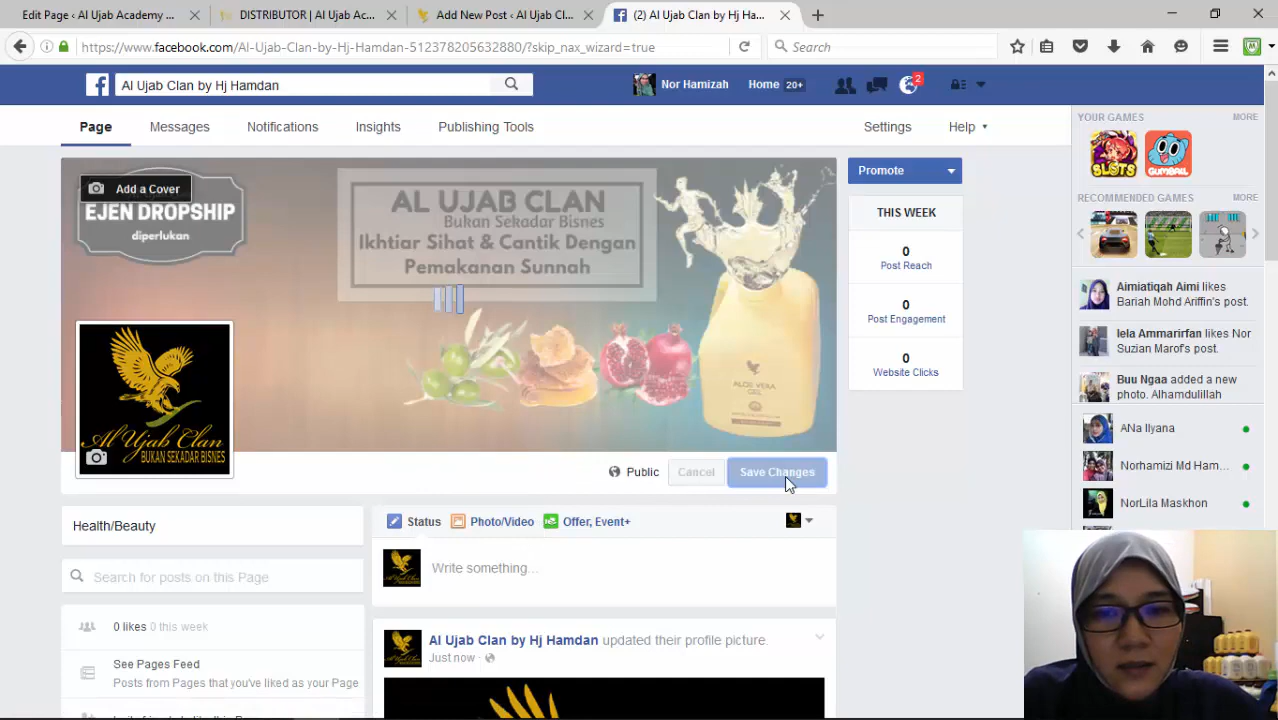 Edit Page ‹ Al Ujab Academy ...
DISTRIBUTOR | Al Ujab Ac...
Add New Post ‹ Al Ujab Cl...
(2) Al Ujab Clan by Hj Ha...
https://www.facebook.com/Al-Ujab-Clan-by-Hj-Hamdan-512378205632880/?skip_nax_wizard=true
Search
Al Ujab Clan by Hj Hamdan
Nor Hamizah
Home 20+
2
Page
Messages
Notifications
Insights
Publishing Tools
Settings
Help
YOUR GAMES
MORE
SLOTS
GUMBALL
RECOMMENDED GAMES
MORE
Add a Cover
EJEN DROPSHIP
diperlukan
AL UJAB CLAN
Bukan Sekadar Bisnes
Ikhtiar Sihat & Cantik Dengan
Pemakanan Sunnah
ALOE VERA
GEL
Al Ujab Clan
BUKAN SEKADAR BISNES
Promote
THIS WEEK
0
Post Reach
0
Post Engagement
0
Website Clicks
Aimiatiqah Aimi likes
Bariah Mohd Ariffin's post.
lela Ammarirfan likes Nor
Suzian Marof's post.
Buu Ngaa added a new
photo. Alhamdulillah
ANa Ilyana
Norhamizi Md Ham...
NorLila Maskhon
Public
Cancel
Save Changes
Health/Beauty
Search for posts on this Page
0 likes 0 this week
See Pages Feed
Posts from Pages that you've liked as your Page
Status
Photo/Video
Offer, Event+
Write something...
Al Ujab Clan by Hj Hamdan updated their profile picture.
Just now